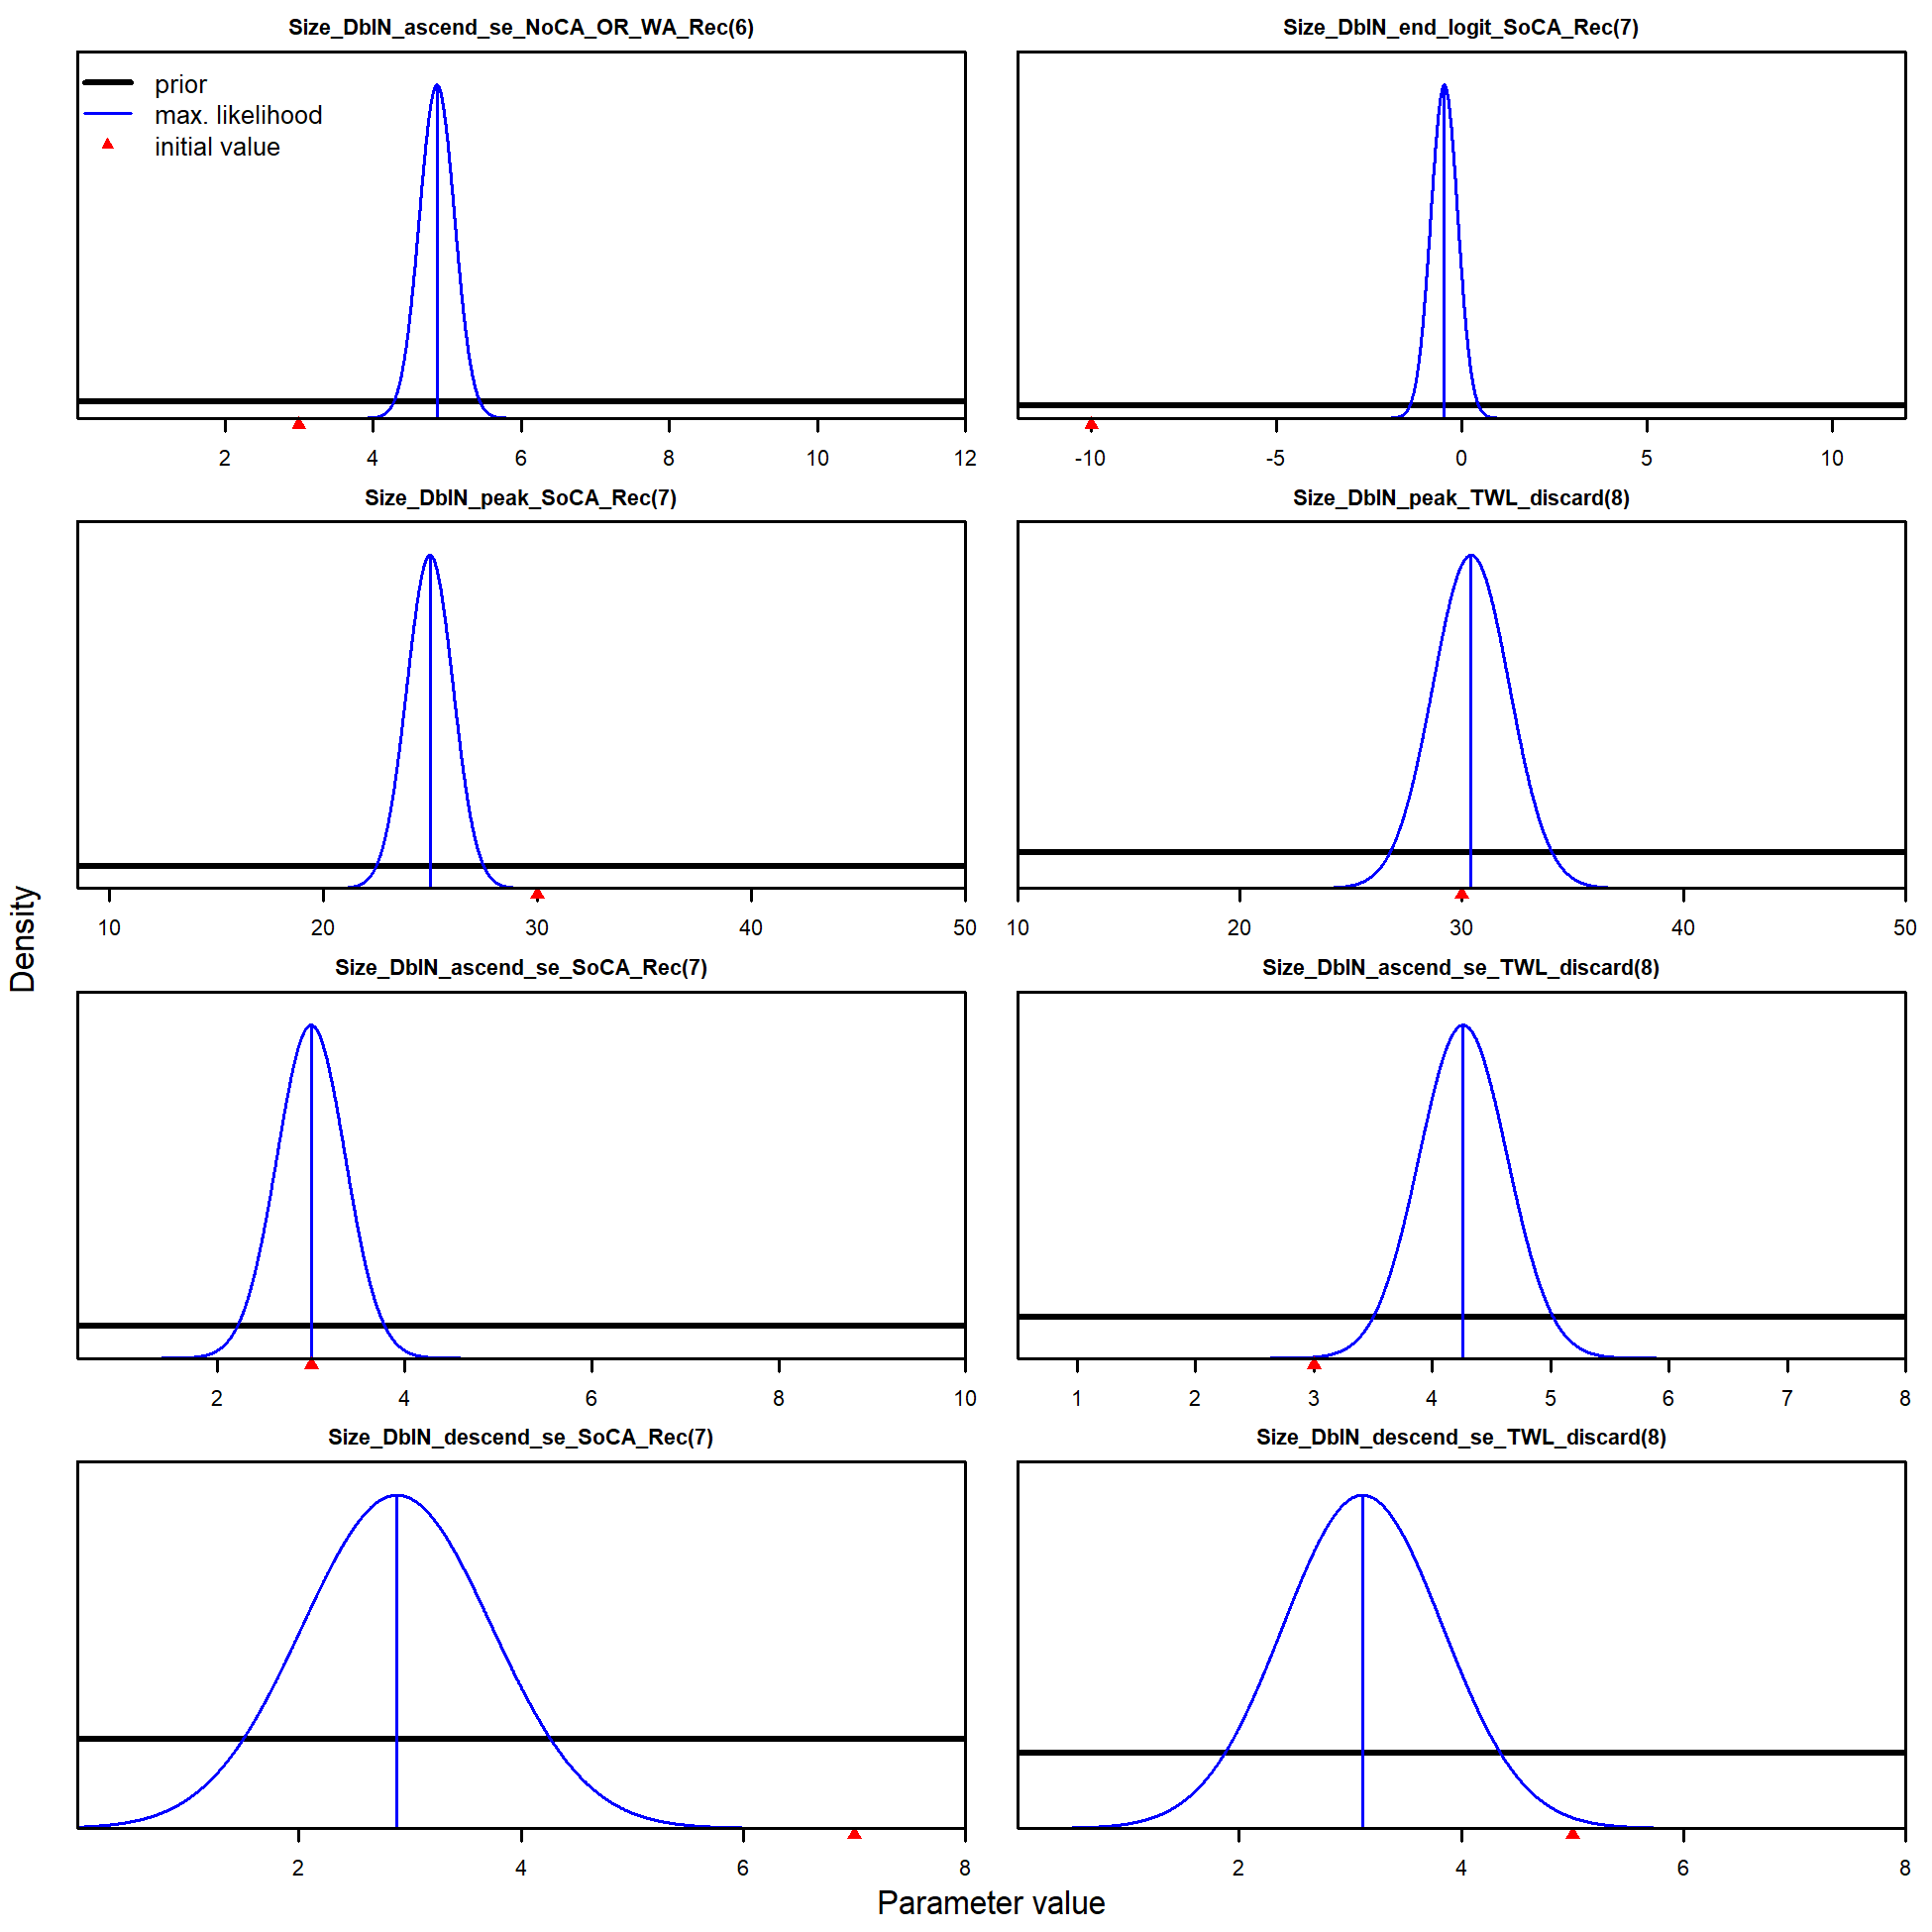 Size_DblN_ascend_se_NoCA_OR_WA_Rec(6)
prior
max. likelihood
initial value
2 4 6 8 10 12
Size_DblN_end_logit_SoCA_Rec(7)
-10 -5 0 5 10
Size_DblN_peak_SoCA_Rec(7)
10 20 30 40 50
Size_DblN_peak_TWL_discard(8)
10 20 30 40 50
Size_DblN_ascend_se_SoCA_Rec(7)
2 4 6 8 10
Size_DblN_ascend_se_TWL_discard(8)
1 2 3 4 5 6 7 8
Size_DblN_descend_se_SoCA_Rec(7)
2 4 6 8
Size_DblN_descend_se_TWL_discard(8)
2 4 6 8
Density
Parameter value